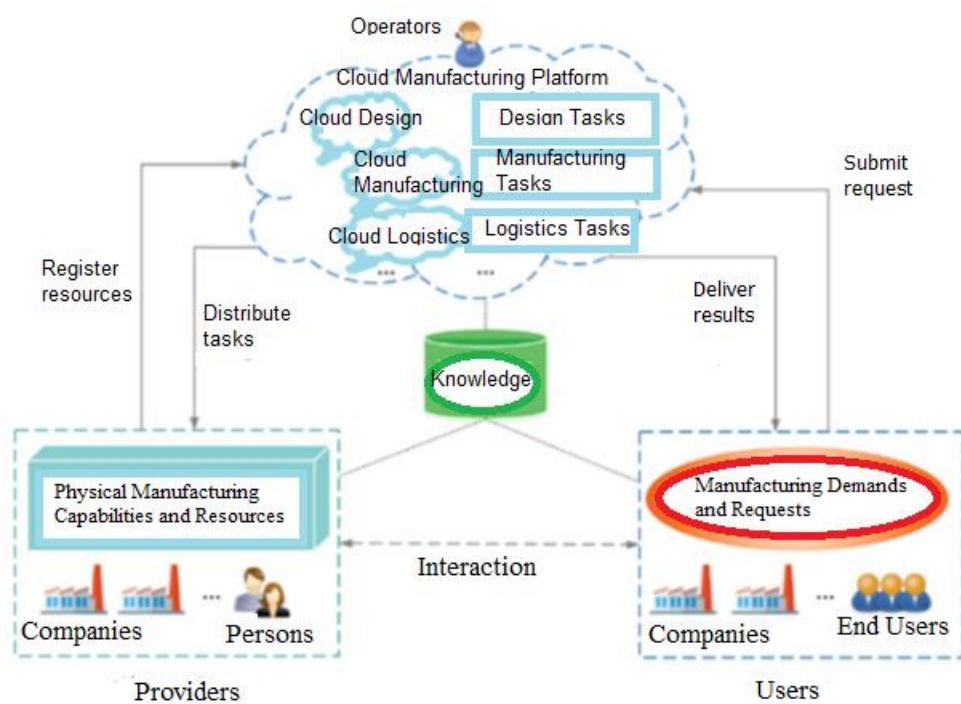 Operators
Cloud Manufacturing Platform
Cloud Design
Design Tasks
Cloud
Manufacturing
Manufacturing
Tasks
Cloud Logistics
Logistics Tasks
...
...
Submit
request
Register
resources
Distribute
tasks
Deliver
results
Knowledge
Physical Manufacturing
Capabilities and Resources
Manufacturing Demands
and Requests
Interaction
...
Companies
Persons
...
Companies
End Users
Providers
Users